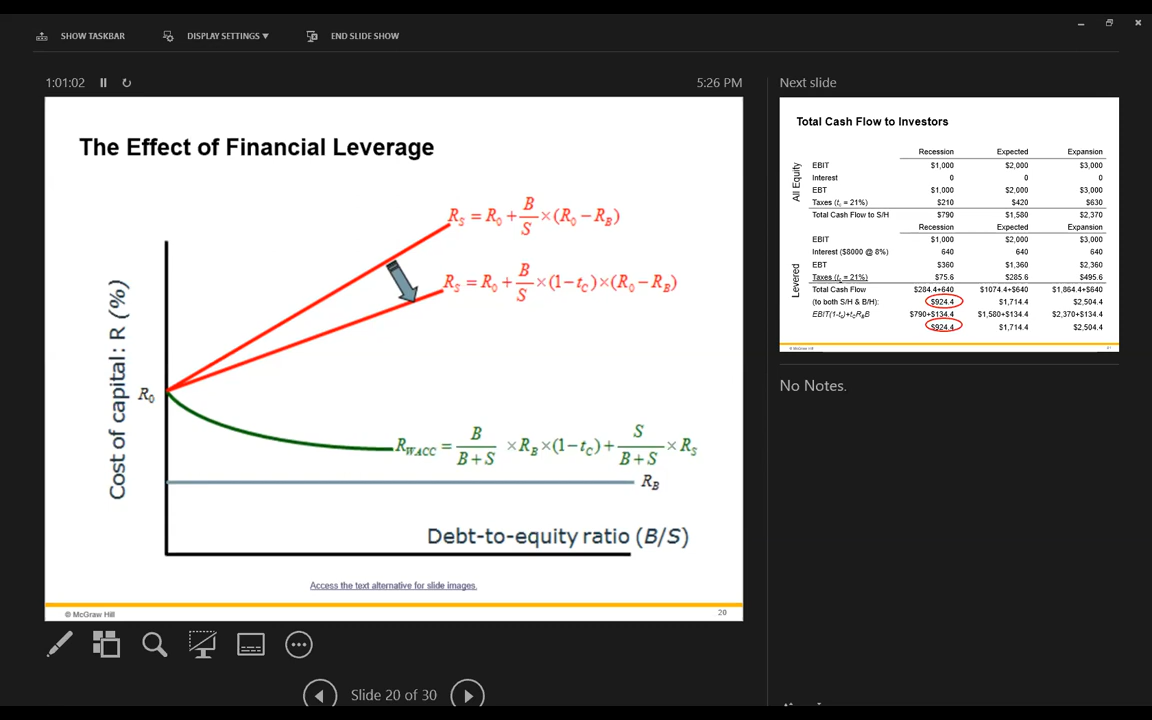 SHOW TASKBAR DISPLAY SETTINGS ▼ END SLIDE SHOW
1:01:02 5:26 PM
The Effect of Financial Leverage
R_S = R_0 + B/S × (R_0 − R_B)
R_S = R_0 + B/S × (1−t_C) × (R_0 − R_B)
Cost of capital: R (%)
R_0
R_WACC = B/(B+S) × R_B × (1−t_C) + S/(B+S) × R_S
R_B
Debt-to-equity ratio (B/S)
Access the text alternative for slide images.
© McGraw Hill 20
Slide 20 of 30
Next slide
Total Cash Flow to Investors
All Equity
Recession Expected Expansion
EBIT $1,000 $2,000 $3,000
Interest 0 0 0
EBT $1,000 $2,000 $3,000
Taxes (t_c = 21%) $210 $420 $630
Total Cash Flow to S/H $790 $1,580 $2,370
Levered
Recession Expected Expansion
EBIT $1,000 $2,000 $3,000
Interest ($8000 @ 8%) 640 640 640
EBT $360 $1,360 $2,360
Taxes (t_c = 21%) $75.6 $285.6 $495.6
Total Cash Flow $284.4+640 $1074.4+$640 $1,864.4+$640
(to both S/H & B/H): $924.4 $1,714.4 $2,504.4
EBIT(1-t_c)+t_C R_B B $790+$134.4 $1,580+$134.4 $2,370+$134.4
$924.4 $1,714.4 $2,504.4
© McGraw Hill
No Notes.